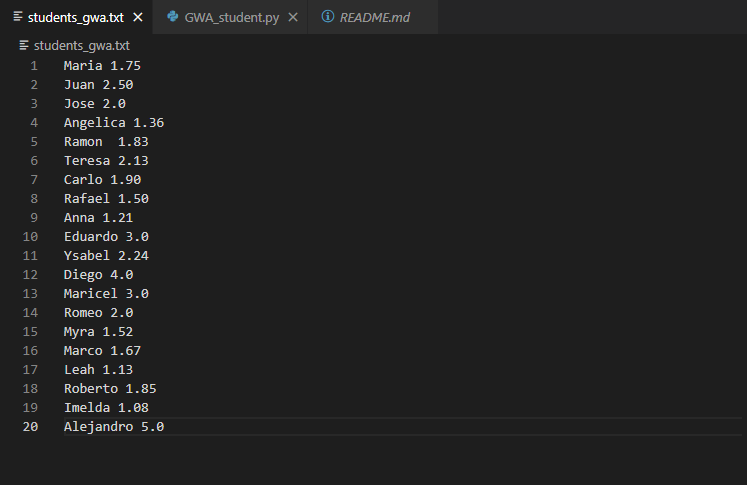 students_gwa.txt GWA_student.py README.md
students_gwa.txt
1 Maria 1.75
2 Juan 2.50
3 Jose 2.0
4 Angelica 1.36
5 Ramon  1.83
6 Teresa 2.13
7 Carlo 1.90
8 Rafael 1.50
9 Anna 1.21
10 Eduardo 3.0
11 Ysabel 2.24
12 Diego 4.0
13 Maricel 3.0
14 Romeo 2.0
15 Myra 1.52
16 Marco 1.67
17 Leah 1.13
18 Roberto 1.85
19 Imelda 1.08
20 Alejandro 5.0